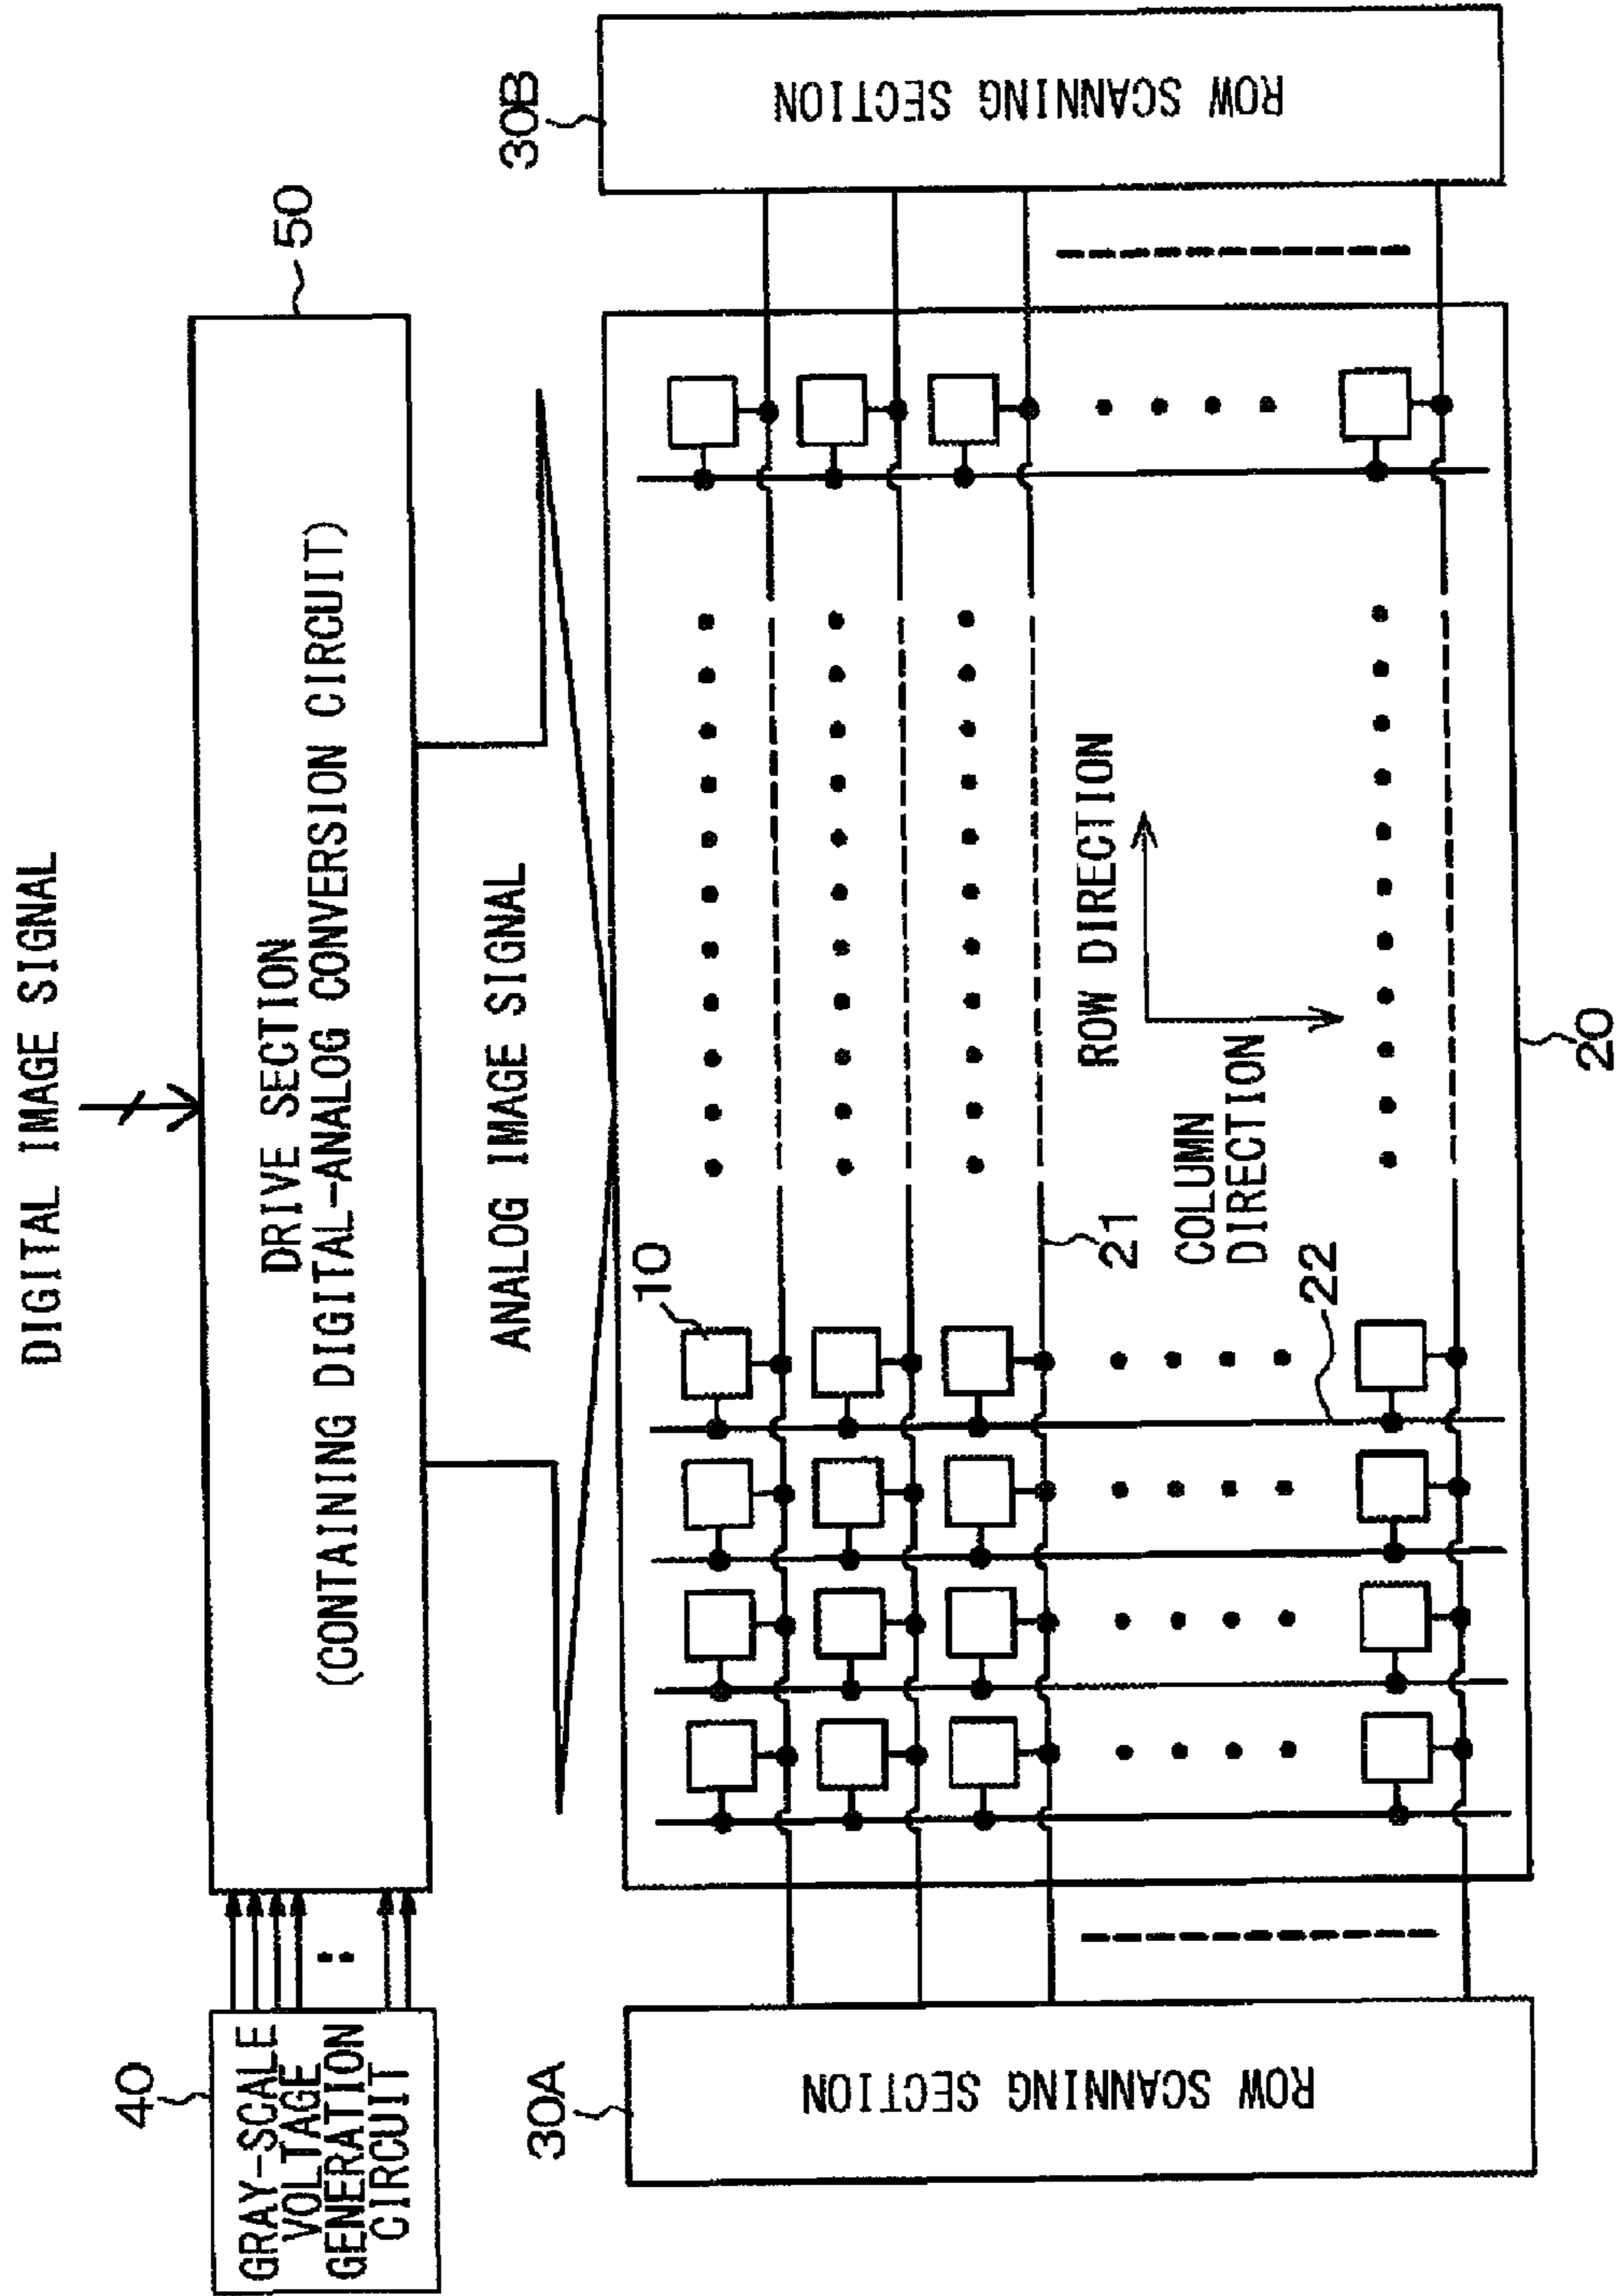 DIGITAL IMAGE SIGNAL
40
GRAY-SCALE
VOLTAGE
GENERATION
CIRCUIT
DRIVE SECTION
(CONTAINING DIGITAL-ANALOG CONVERSION CIRCUIT)
50
ANALOG IMAGE SIGNAL
30A
ROW SCANNING SECTION
30B
ROW SCANNING SECTION
10
21
ROW DIRECTION
COLUMN
DIRECTION
22
20